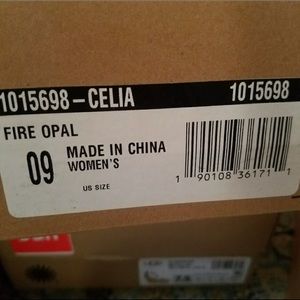 1015698-CELIA 1015698
FIRE OPAL
09 MADE IN CHINA
WOMEN'S
US SIZE
1 90108 36171 1